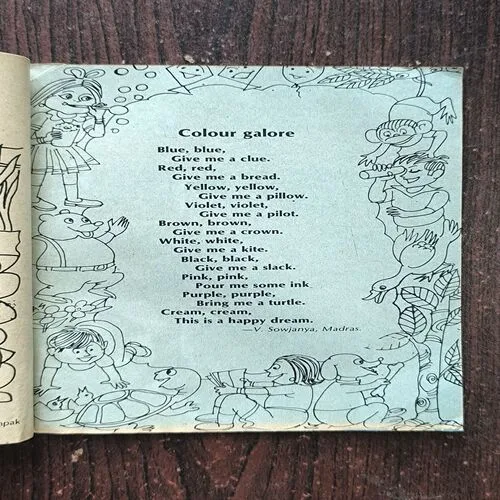 Colour galore
Blue, blue,
Give me a clue.
Red, red,
Give me a bread.
Yellow, yellow,
Give me a pillow.
Violet, violet,
Give me a pilot.
Brown, brown,
Give me a crown.
White, white,
Give me a kite.
Black, black,
Give me a slack.
Pink, pink,
Pour me some ink
Purple, purple,
Bring me a turtle.
Cream, cream,
This is a happy dream.
—V. Sowjanya, Madras.